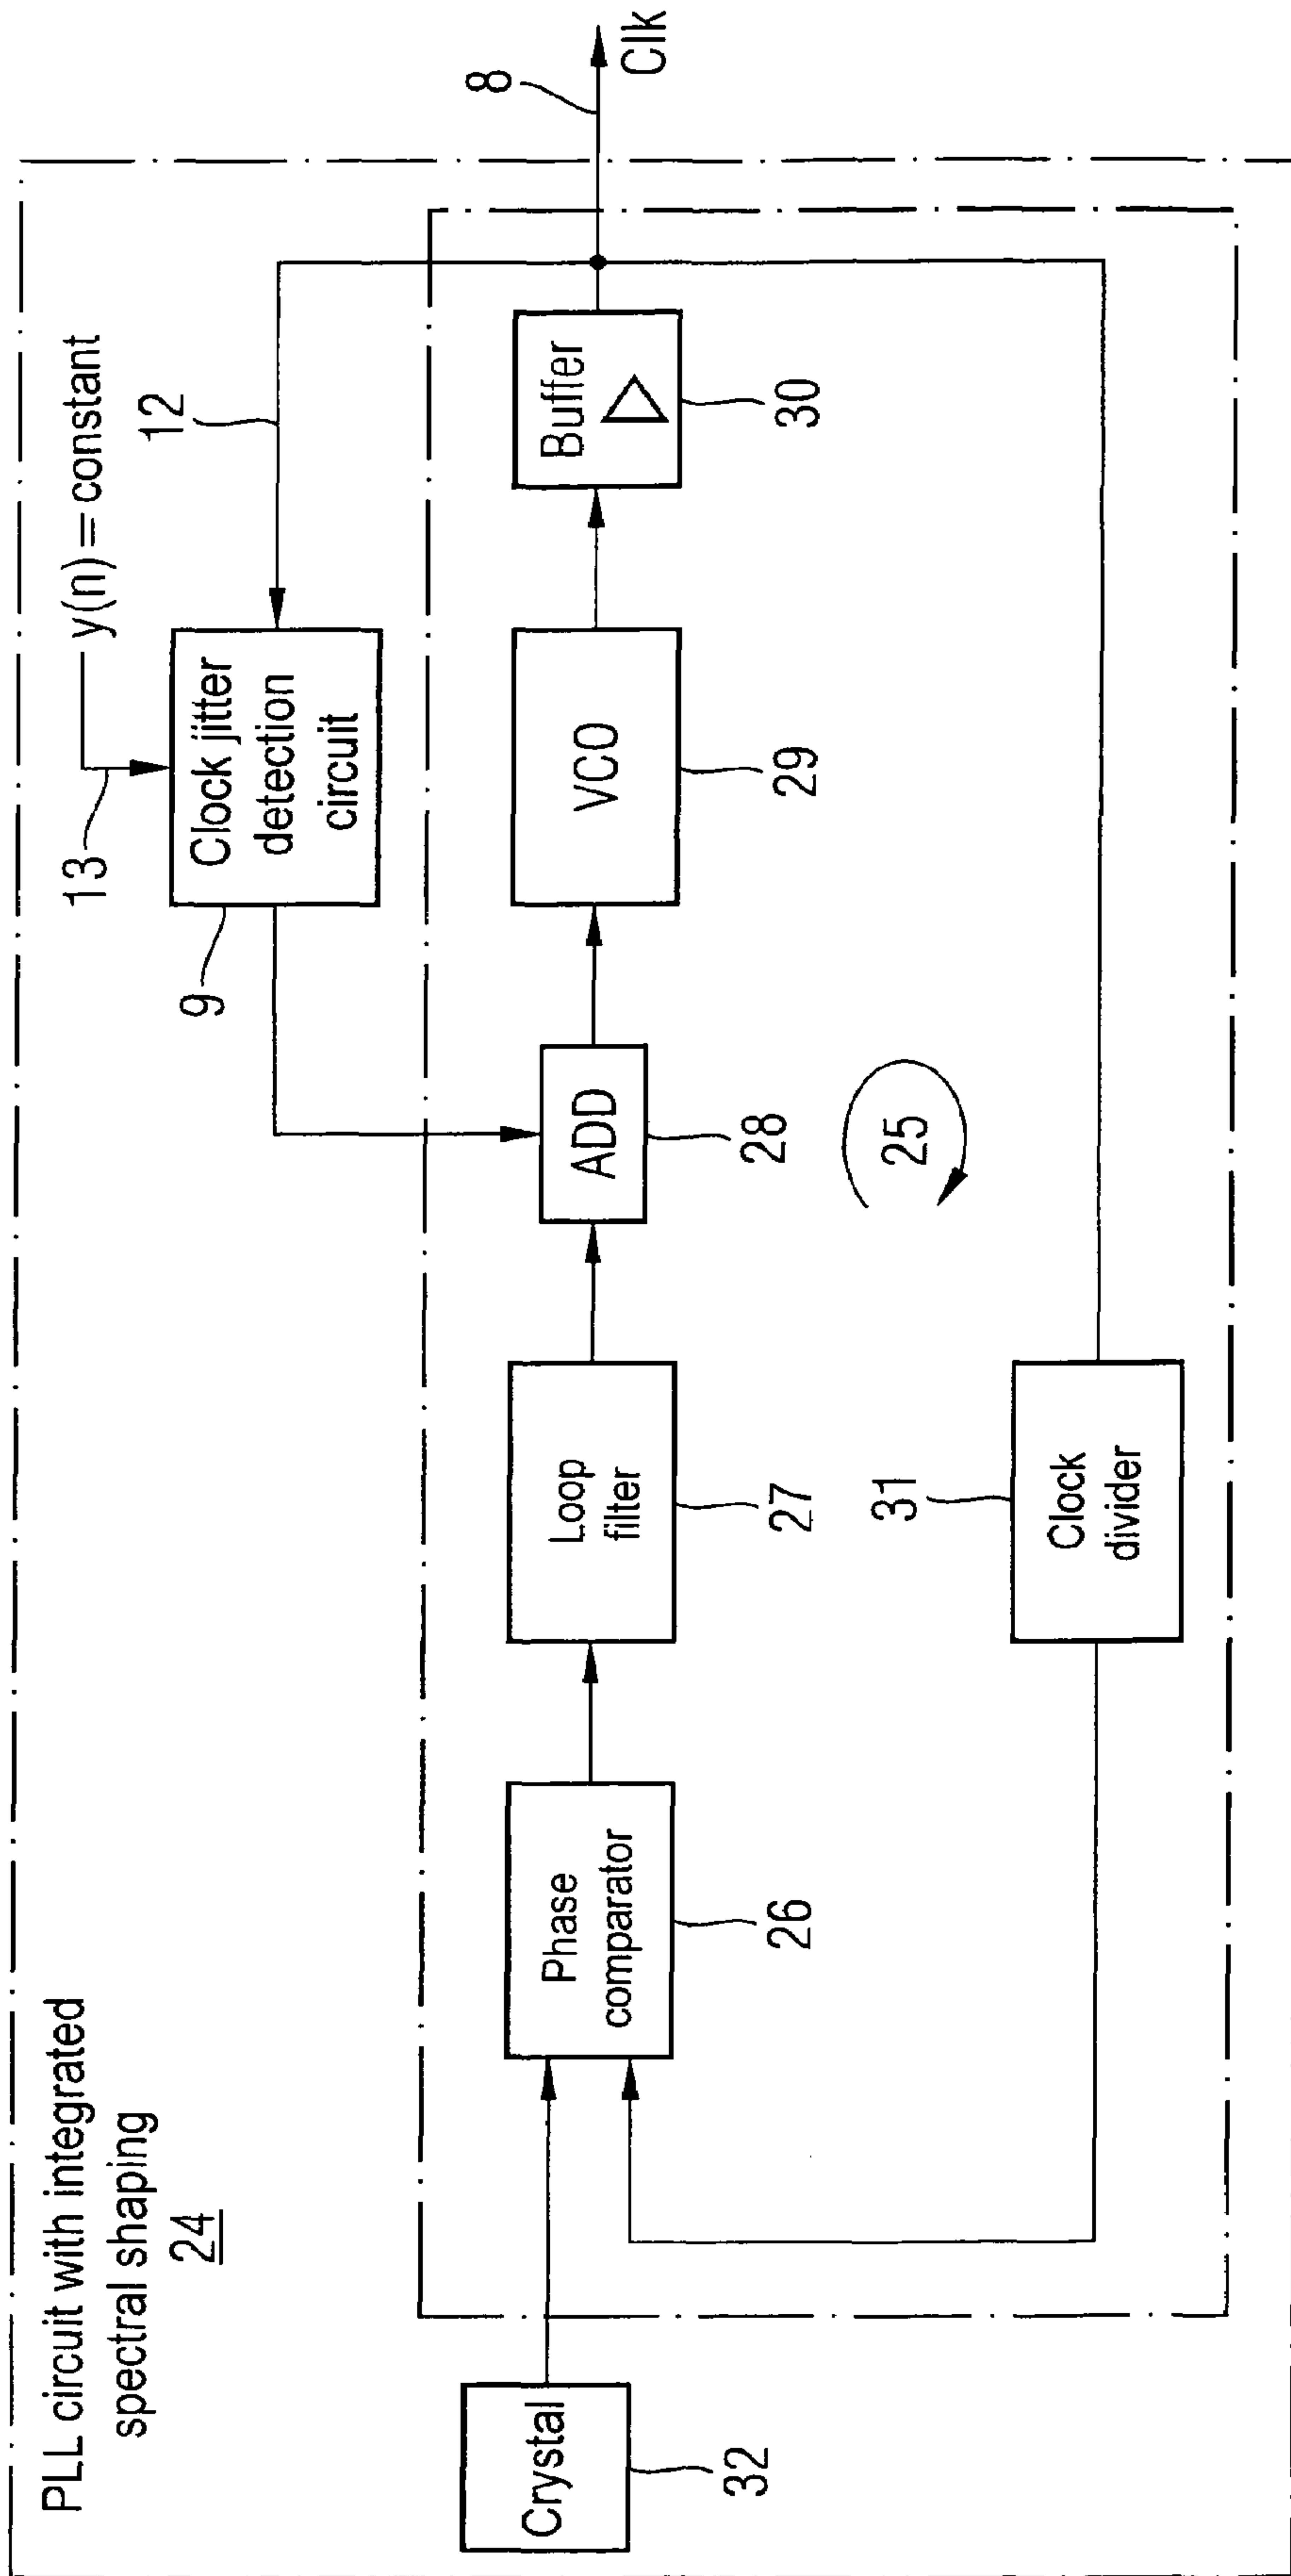 PLL circuit with integrated
spectral shaping
24
13
y(n)=constant
12
Clock jitter
detection
circuit
9
8
Clk
Crystal
32
Phase
comparator
26
Loop
filter
27
ADD
28
VCO
29
Buffer
30
25
31
Clock
divider